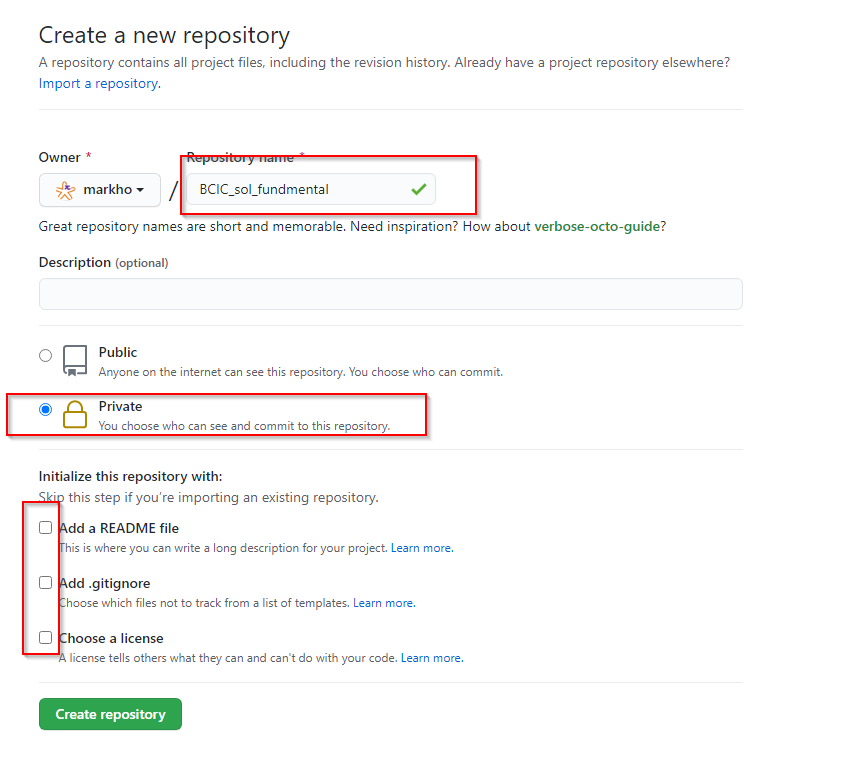 Create a new repository
A repository contains all project files, including the revision history. Already have a project repository elsewhere?
Import a repository.
Owner * Repository name *
markho / BCIC_sol_fundmental
Great repository names are short and memorable. Need inspiration? How about verbose-octo-guide?
Description (optional)
Public
Anyone on the internet can see this repository. You choose who can commit.
Private
You choose who can see and commit to this repository.
Initialize this repository with:
Skip this step if you’re importing an existing repository.
Add a README file
This is where you can write a long description for your project. Learn more.
Add .gitignore
Choose which files not to track from a list of templates. Learn more.
Choose a license
A license tells others what they can and can't do with your code. Learn more.
Create repository